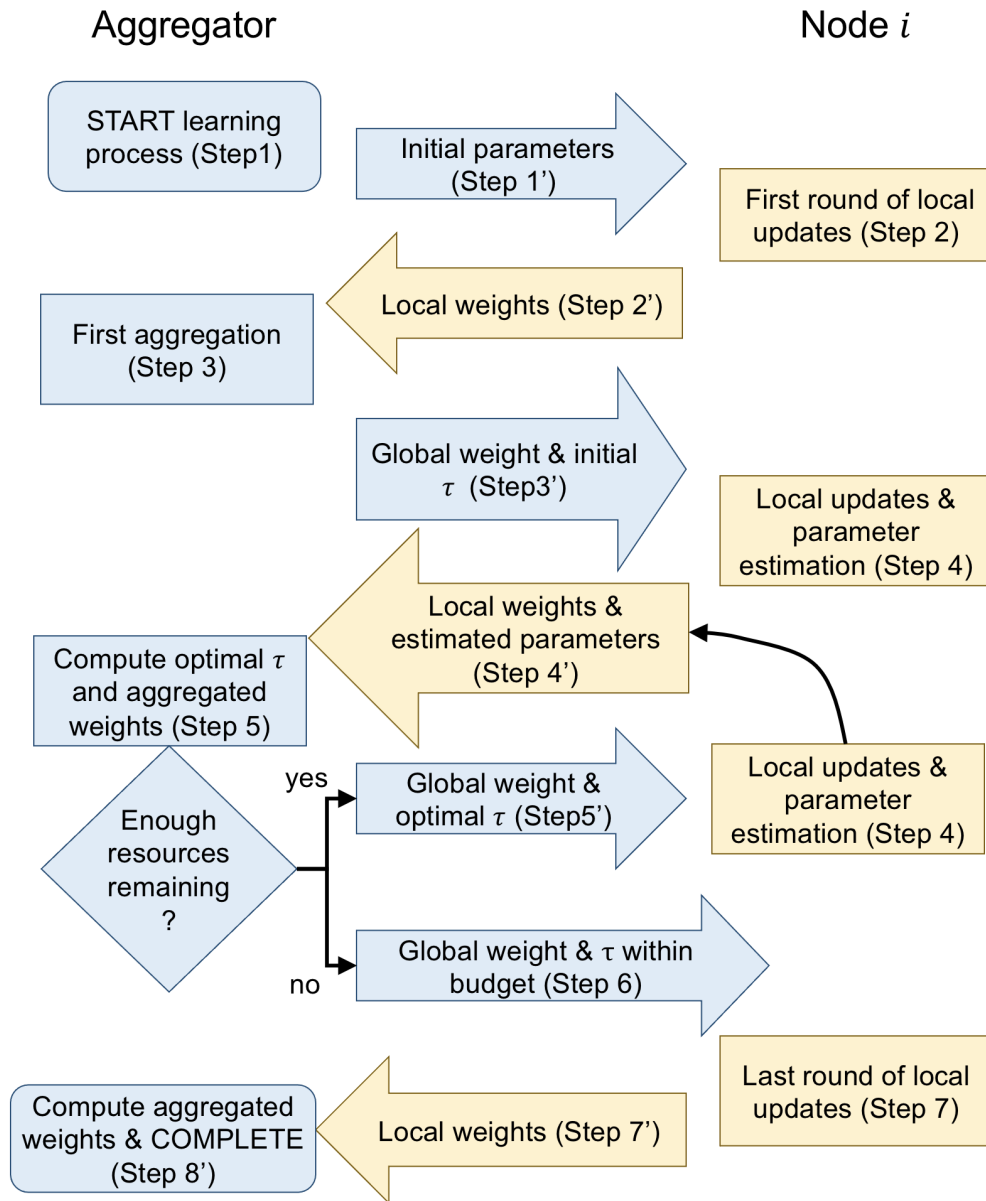 Aggregator
Node i
START learning
process (Step1)
Initial parameters
(Step 1’)
First round of local
updates (Step 2)
Local weights (Step 2’)
First aggregation
(Step 3)
Global weight & initial
τ (Step3’)
Local updates &
parameter
estimation (Step 4)
Local weights &
estimated parameters
(Step 4’)
Compute optimal τ
and aggregated
weights (Step 5)
Enough
resources
remaining
?
yes
Global weight &
optimal τ (Step5’)
Local updates &
parameter
estimation (Step 4)
no
Global weight & τ within
budget (Step 6)
Last round of local
updates (Step 7)
Local weights (Step 7’)
Compute aggregated
weights & COMPLETE
(Step 8’)